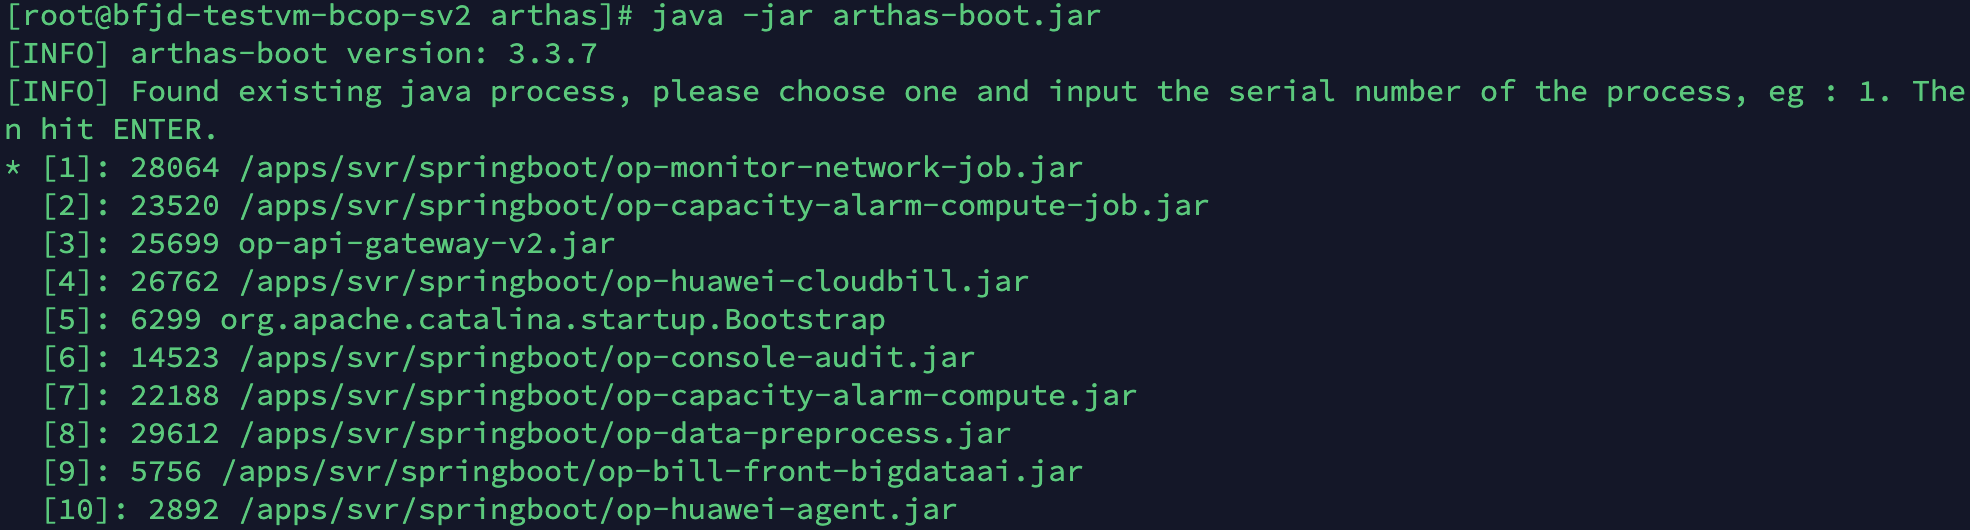 [root@bfjd-testvm-bcop-sv2 arthas]# java -jar arthas-boot.jar
[INFO] arthas-boot version: 3.3.7
[INFO] Found existing java process, please choose one and input the serial number of the process, eg : 1. The
n hit ENTER.
* [1]: 28064 /apps/svr/springboot/op-monitor-network-job.jar
  [2]: 23520 /apps/svr/springboot/op-capacity-alarm-compute-job.jar
  [3]: 25699 op-api-gateway-v2.jar
  [4]: 26762 /apps/svr/springboot/op-huawei-cloudbill.jar
  [5]: 6299 org.apache.catalina.startup.Bootstrap
  [6]: 14523 /apps/svr/springboot/op-console-audit.jar
  [7]: 22188 /apps/svr/springboot/op-capacity-alarm-compute.jar
  [8]: 29612 /apps/svr/springboot/op-data-preprocess.jar
  [9]: 5756 /apps/svr/springboot/op-bill-front-bigdataai.jar
  [10]: 2892 /apps/svr/springboot/op-huawei-agent.jar